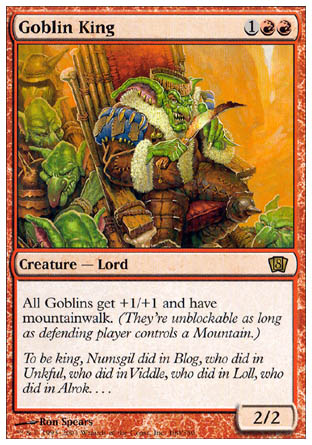 Goblin King 1
Creature — Lord
All Goblins get +1/+1 and have
mountainwalk. (They're unblockable as long
as defending player controls a Mountain.)
To be king, Numsgil did in Blog, who did in
Unkful, who did in Viddle, who did in Loll, who
did in Alrok. . . .
Ron Spears
2/2